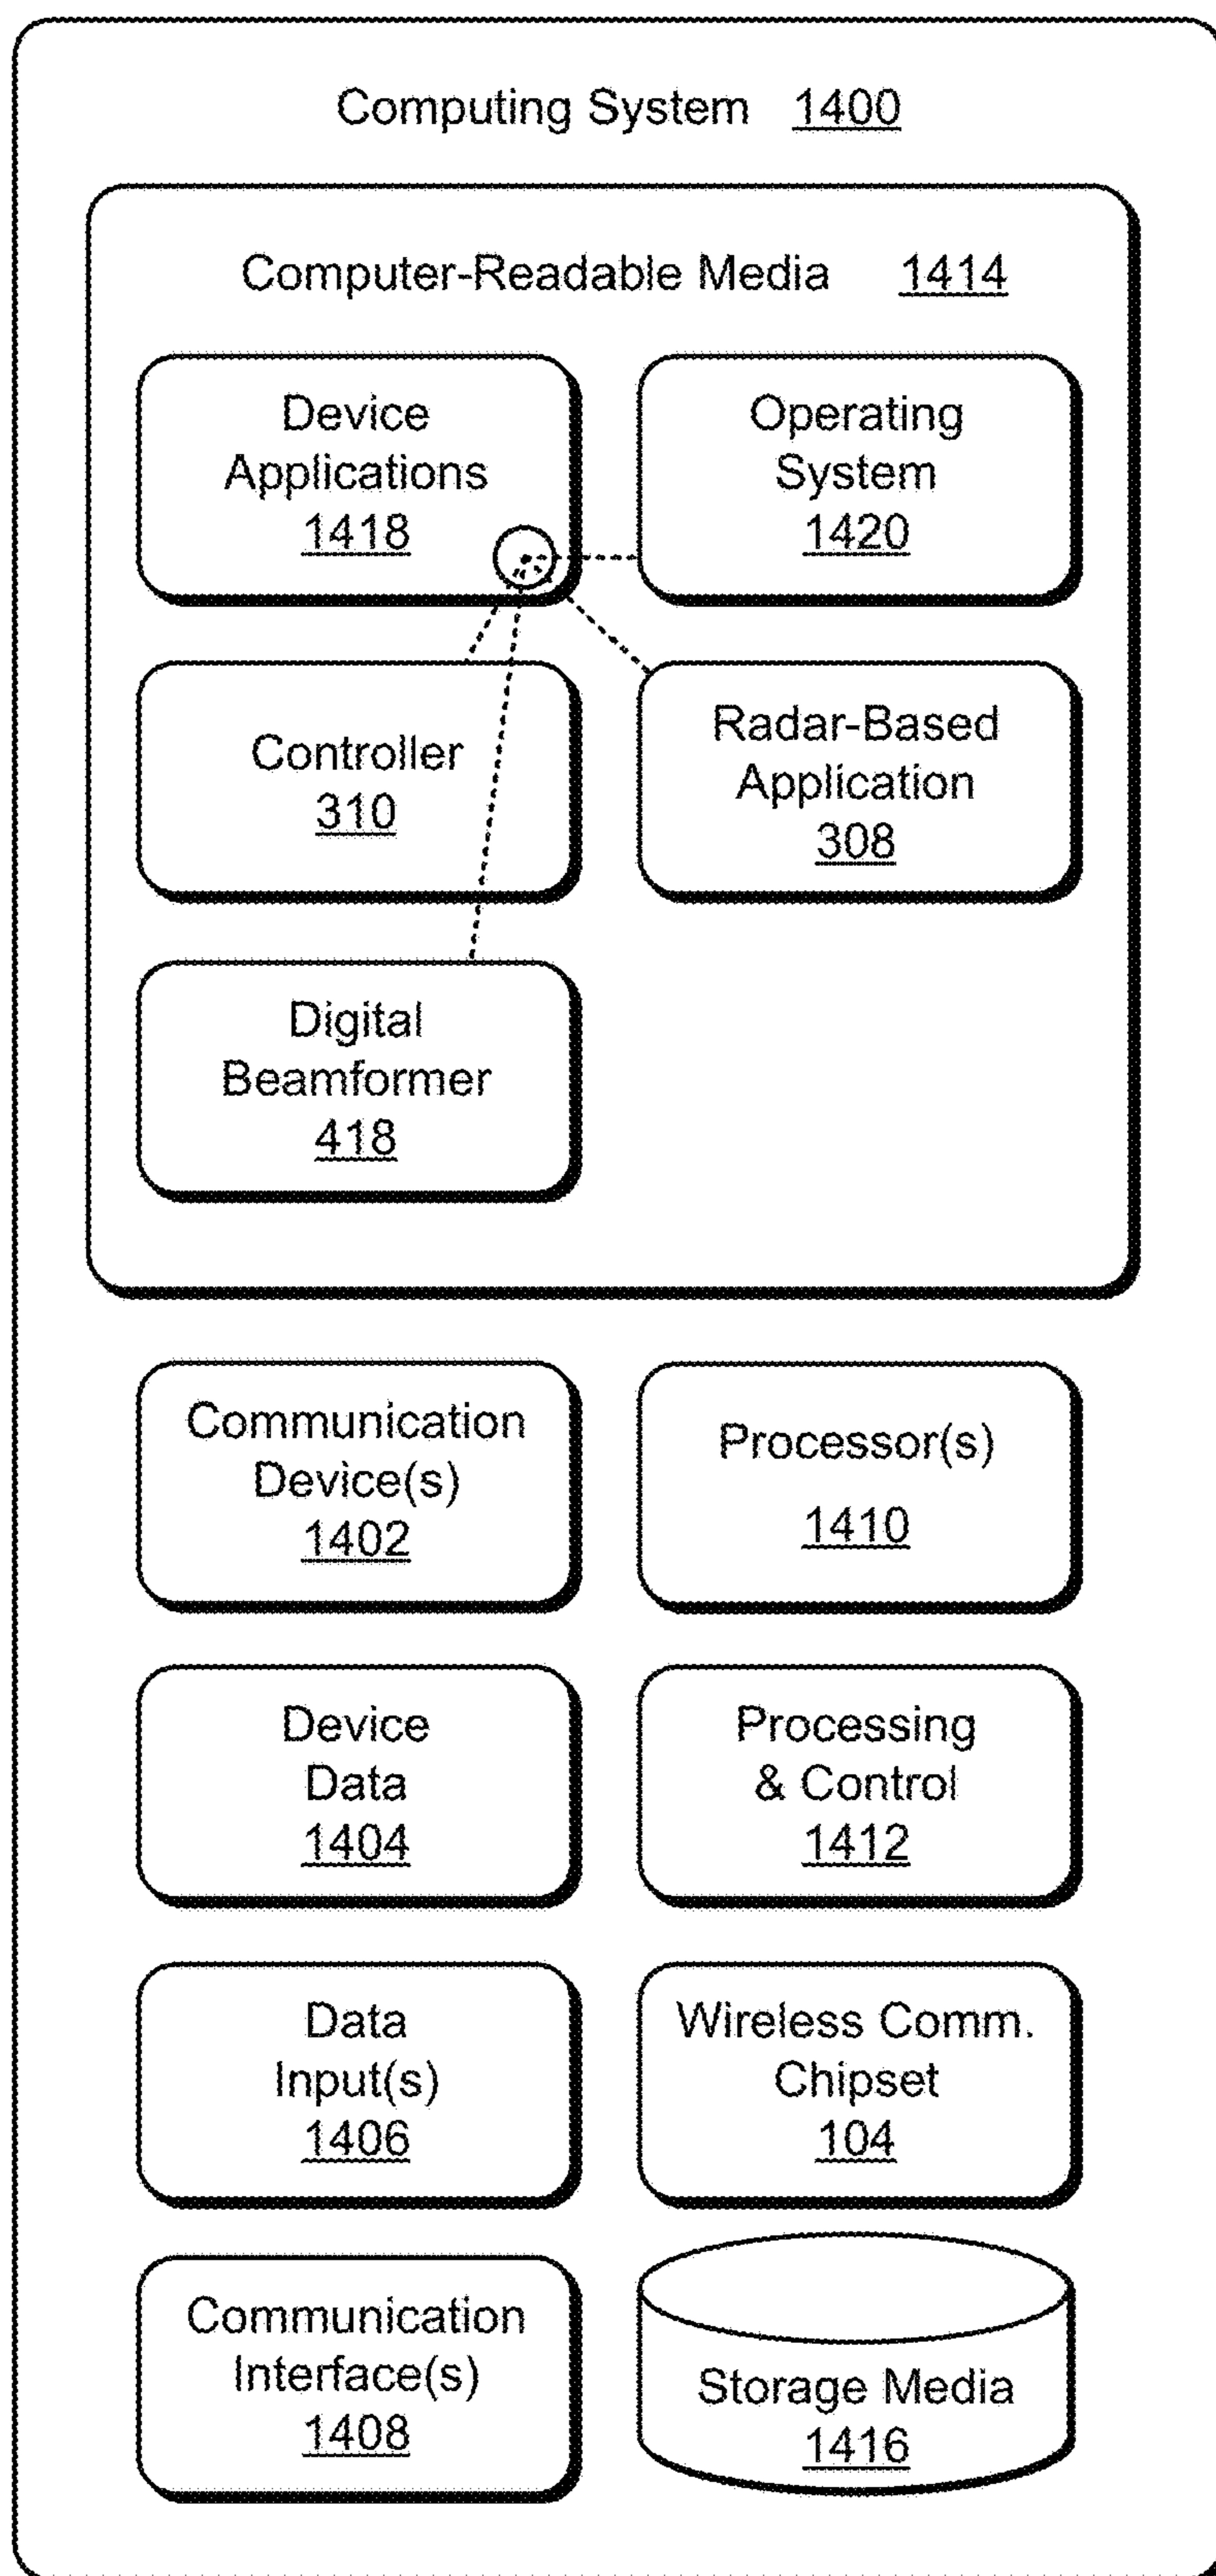 Computing System 1400
Computer-Readable Media 1414
Device
Applications
1418
Operating
System
1420
Controller
310
Radar-Based
Application
308
Digital
Beamformer
418
Communication
Device(s)
1402
Processor(s)
1410
Device
Data
1404
Processing
& Control
1412
Data
Input(s)
1406
Wireless Comm.
Chipset
104
Communication
Interface(s)
1408
Storage Media
1416